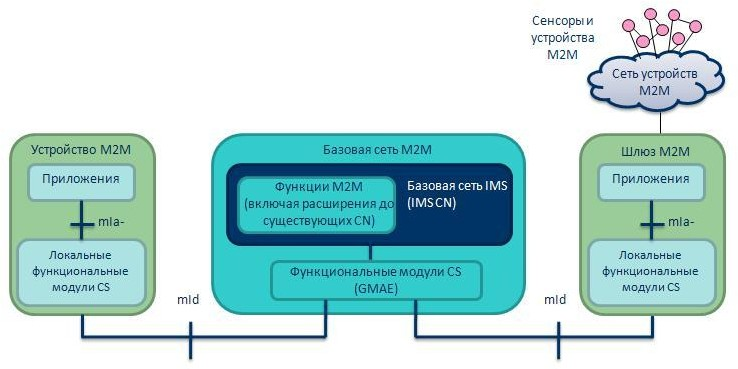 Сенсоры и
устройства
M2M
Сеть устройств
M2M
Устройство M2M
Приложения
mIa-
Локальные
функциональные
модули CS
Базовая сеть M2M
Функции M2M
(включая расширения до
существующих CN)
Базовая сеть IMS
(IMS CN)
Функциональные модули CS
(GMAE)
Шлюз M2M
Приложения
mIa-
Локальные
функциональные
модули CS
mId
mId